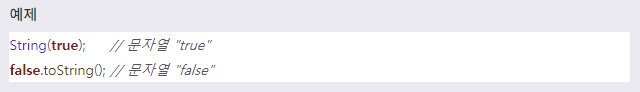 예제
String(true); // 문자열 "true"
false.toString(); // 문자열 "false"